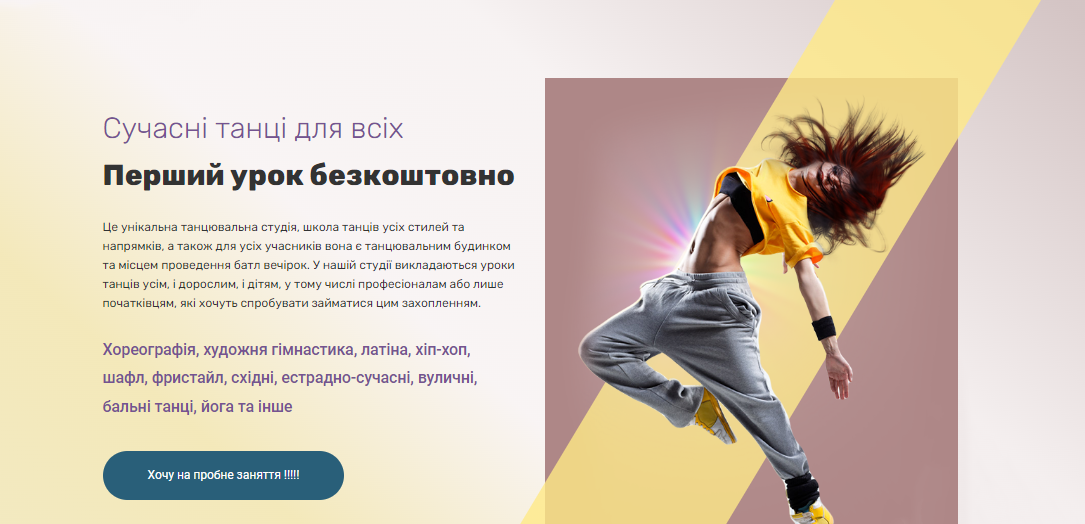 Сучасні танці для всіх
Перший урок безкоштовно
Це унікальна танцювальна студія, школа танців усіх стилей та
напрямків, а також для усіх учасників вона є танцювальним будинком
та місцем проведення батл вечірок. У нашій студії викладаються уроки
танців усім, і дорослим, і дітям, у тому числі професіоналам або лише
початківцям, які хочуть спробувати займатися цим захопленням.
Хореографія, художня гімнастика, латіна, хіп-хоп,
шафл, фристайл, східні, естрадно-сучасні, вуличні,
бальні танці, йога та інше
Хочу на пробне заняття !!!!!